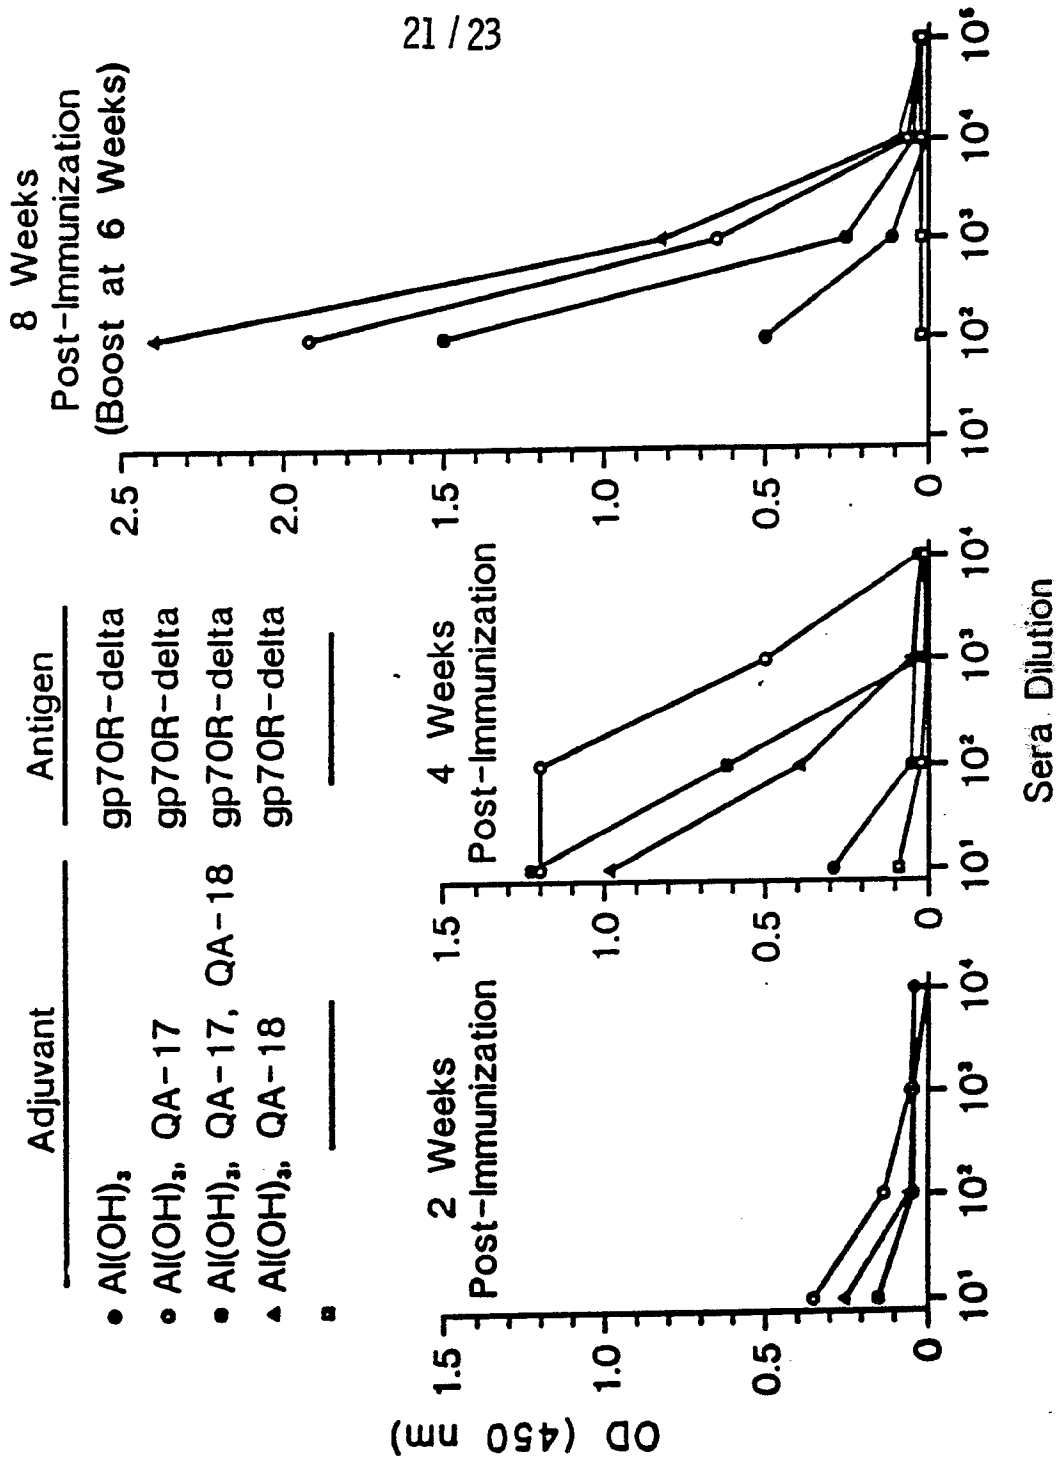 21 / 23
Adjuvant Antigen
Al(OH)₃ gp70R-delta
Al(OH)₃, QA-17 gp70R-delta
Al(OH)₃, QA-17, QA-18 gp70R-delta
Al(OH)₃, QA-18 gp70R-delta
2 Weeks
Post-Immunization
4 Weeks
Post-Immunization
8 Weeks
Post-Immunization
(Boost at 6 Weeks)
OD (450 nm)
1.5
1.0
0.5
0
10¹ 10² 10³ 10⁴
1.5
1.0
0.5
0
10¹ 10² 10³ 10⁴
2.5
2.0
1.5
1.0
0.5
0
10¹ 10² 10³ 10⁴ 10⁵
Sera Dilution